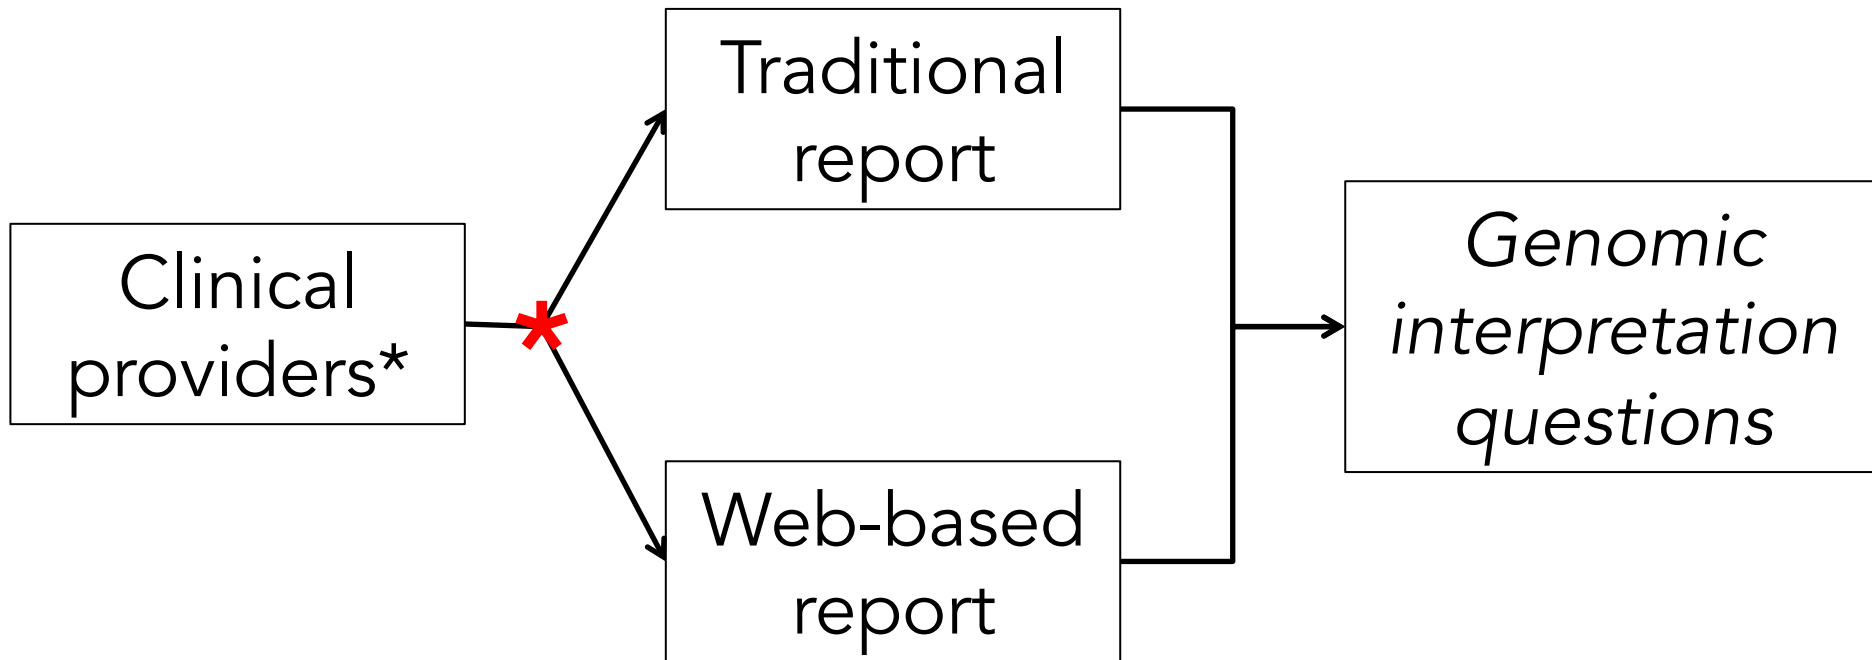 Clinical
providers*
*
Traditional
report
Web-based
report
Genomic
interpretation
questions